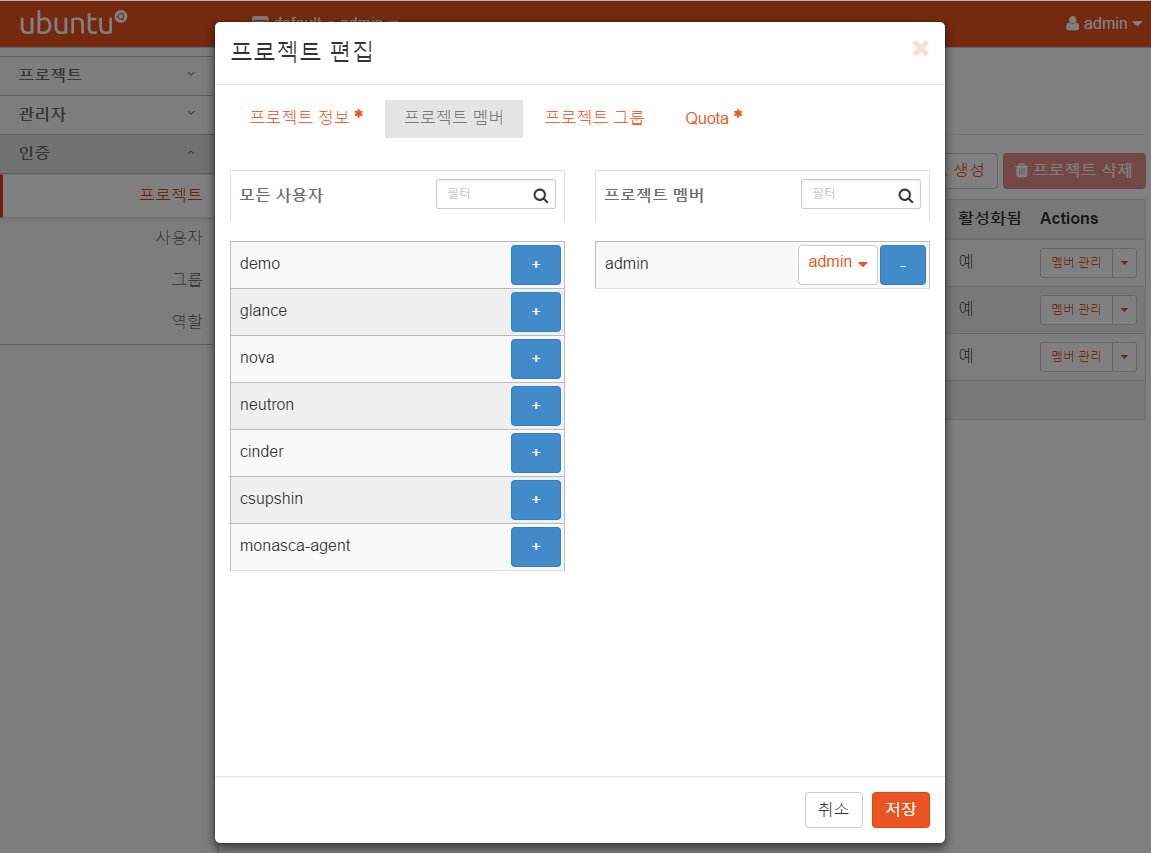 ubuntu
default • admin
admin
프로젝트 편집
프로젝트
관리자
인증
프로젝트
사용자
그룹
역할
프로젝트 정보 *
프로젝트 멤버
프로젝트 그룹
Quota *
모든 사용자
필터
프로젝트 멤버
필터
demo
+
glance
+
nova
+
neutron
+
cinder
+
csupshin
+
monasca-agent
+
admin
admin
-
생성
프로젝트 삭제
활성화됨
Actions
예
멤버 관리
예
멤버 관리
예
멤버 관리
취소
저장